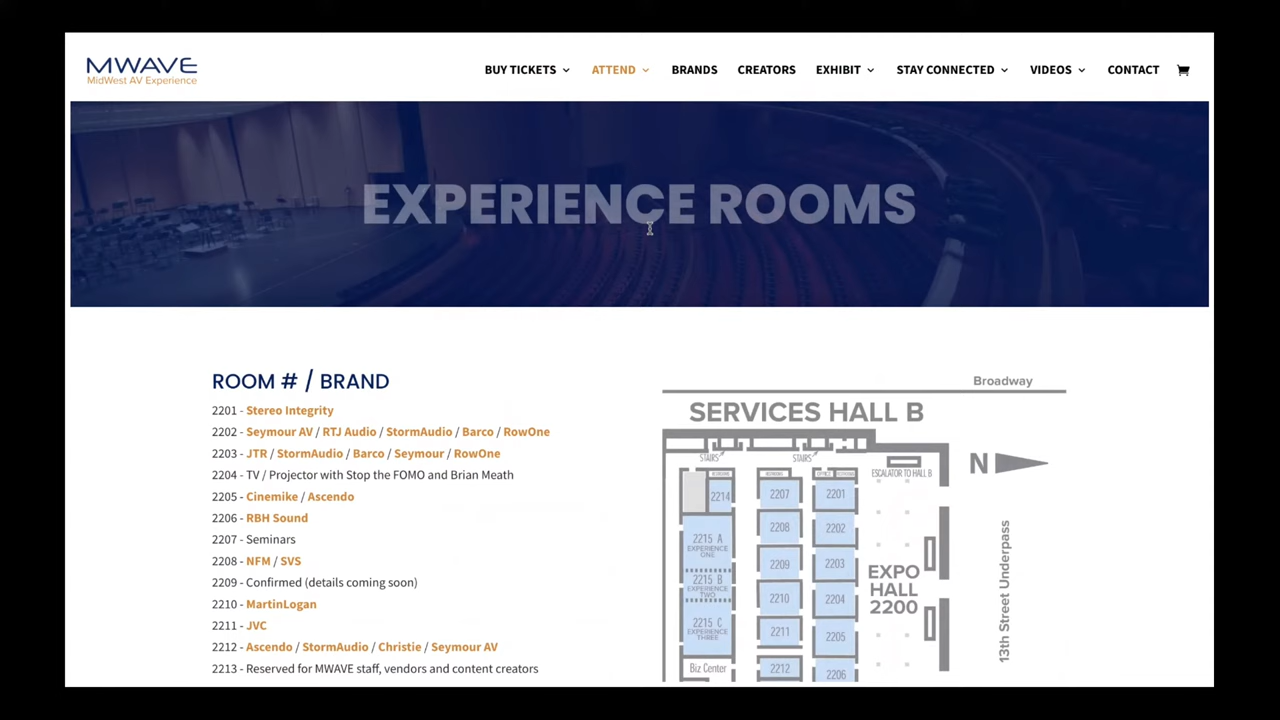 MWAVE
MidWest AV Experience
BUY TICKETS
ATTEND
BRANDS
CREATORS
EXHIBIT
STAY CONNECTED
VIDEOS
CONTACT
EXPERIENCE ROOMS
ROOM # / BRAND
2201 - Stereo Integrity
2202 - Seymour AV / RTJ Audio / StormAudio / Barco / RowOne
2203 - JTR / StormAudio / Barco / Seymour / RowOne
2204 - TV / Projector with Stop the FOMO and Brian Meath
2205 - Cinemike / Ascendo
2206 - RBH Sound
2207 - Seminars
2208 - NFM / SVS
2209 - Confirmed (details coming soon)
2210 - MartinLogan
2211 - JVC
2212 - Ascendo / StormAudio / Christie / Seymour AV
2213 - Reserved for MWAVE staff, vendors and content creators
Broadway
SERVICES HALL B
STAIRS
STAIRS
ESCALATOR TO HALL B
N
2214
2207
2201
2208
2202
2215 A
EXPERIENCE
ONE
2209
2203
2215 B
EXPERIENCE
TWO
2210
2204
2215 C
EXPERIENCE
THREE
2211
2205
Biz Center
2212
2206
EXPO
HALL
2200
13th Street Underpass